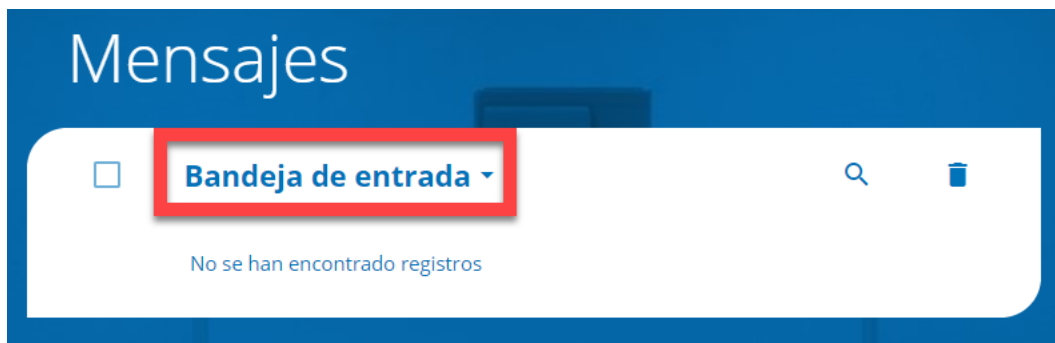 Mensajes
Bandeja de entrada
No se han encontrado registros